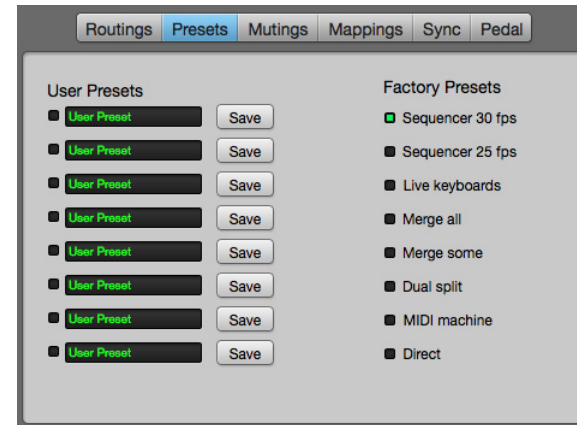 Routings Presets Mutings Mappings Sync Pedal
User Presets
User Preset Save
User Preset Save
User Preset Save
User Preset Save
User Preset Save
User Preset Save
User Preset Save
User Preset Save
Factory Presets
Sequencer 30 fps
Sequencer 25 fps
Live keyboards
Merge all
Merge some
Dual split
MIDI machine
Direct